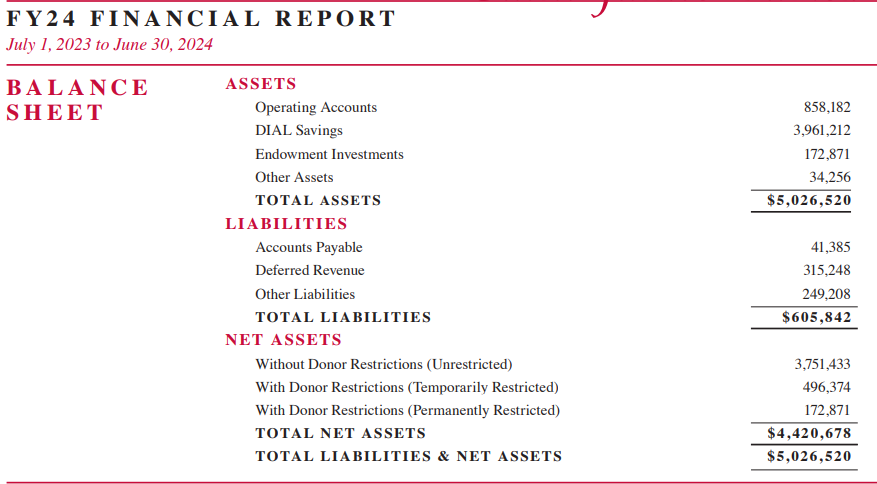 FY24 FINANCIAL REPORT
July 1, 2023 to June 30, 2024
BALANCE
SHEET
ASSETS
Operating Accounts 858,182
DIAL Savings 3,961,212
Endowment Investments 172,871
Other Assets 34,256
TOTAL ASSETS $5,026,520
LIABILITIES
Accounts Payable 41,385
Deferred Revenue 315,248
Other Liabilities 249,208
TOTAL LIABILITIES $605,842
NET ASSETS
Without Donor Restrictions (Unrestricted) 3,751,433
With Donor Restrictions (Temporarily Restricted) 496,374
With Donor Restrictions (Permanently Restricted) 172,871
TOTAL NET ASSETS $4,420,678
TOTAL LIABILITIES & NET ASSETS $5,026,520